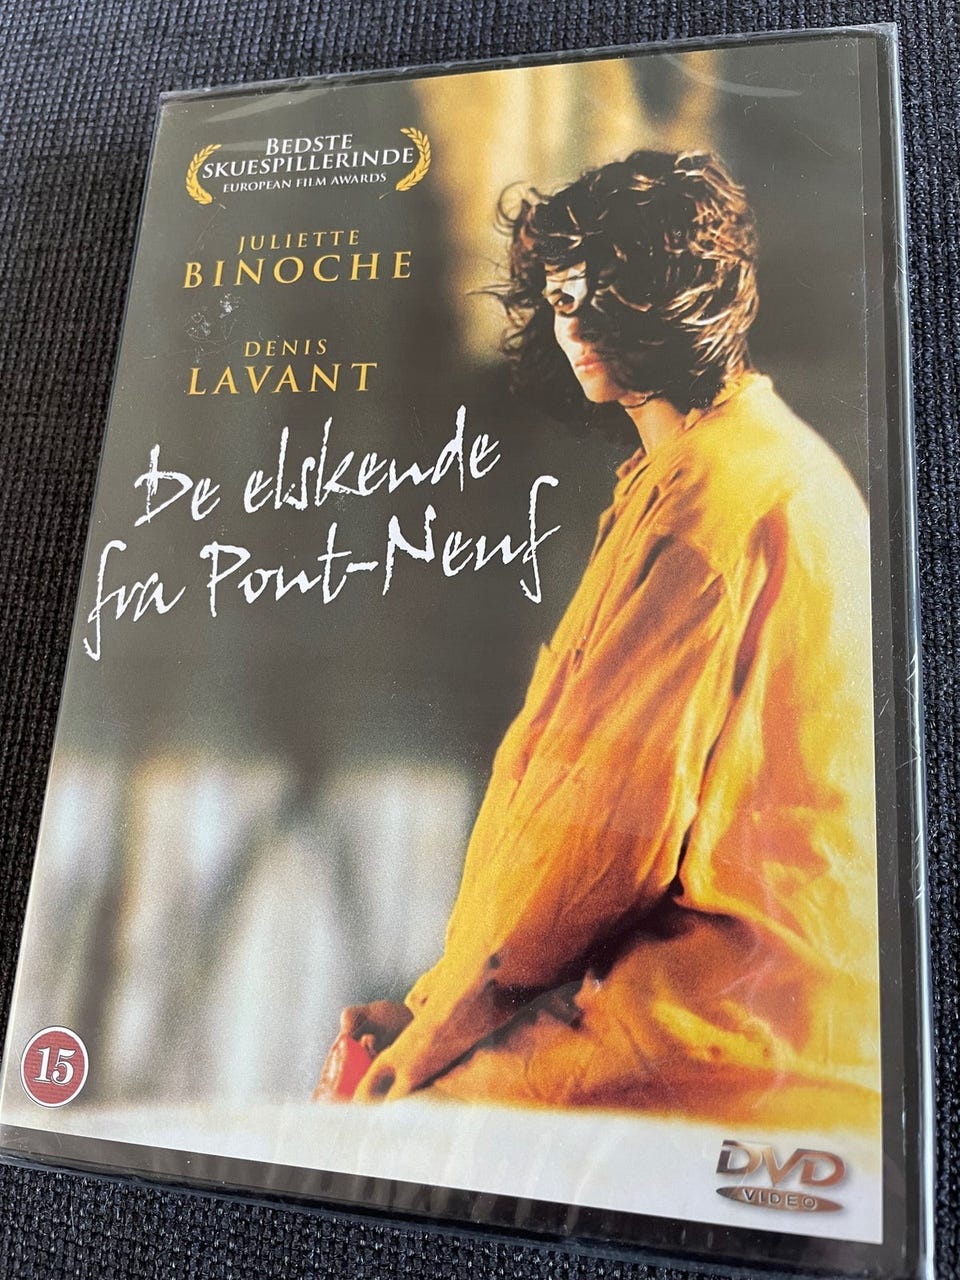 BEDSTE
SKUESPILLERINDE
EUROPEAN FILM AWARDS
JULIETTE
BINOCHE
DENIS
LAVANT
De elskende
fra Pont-Neuf
15
DVD
VIDEO